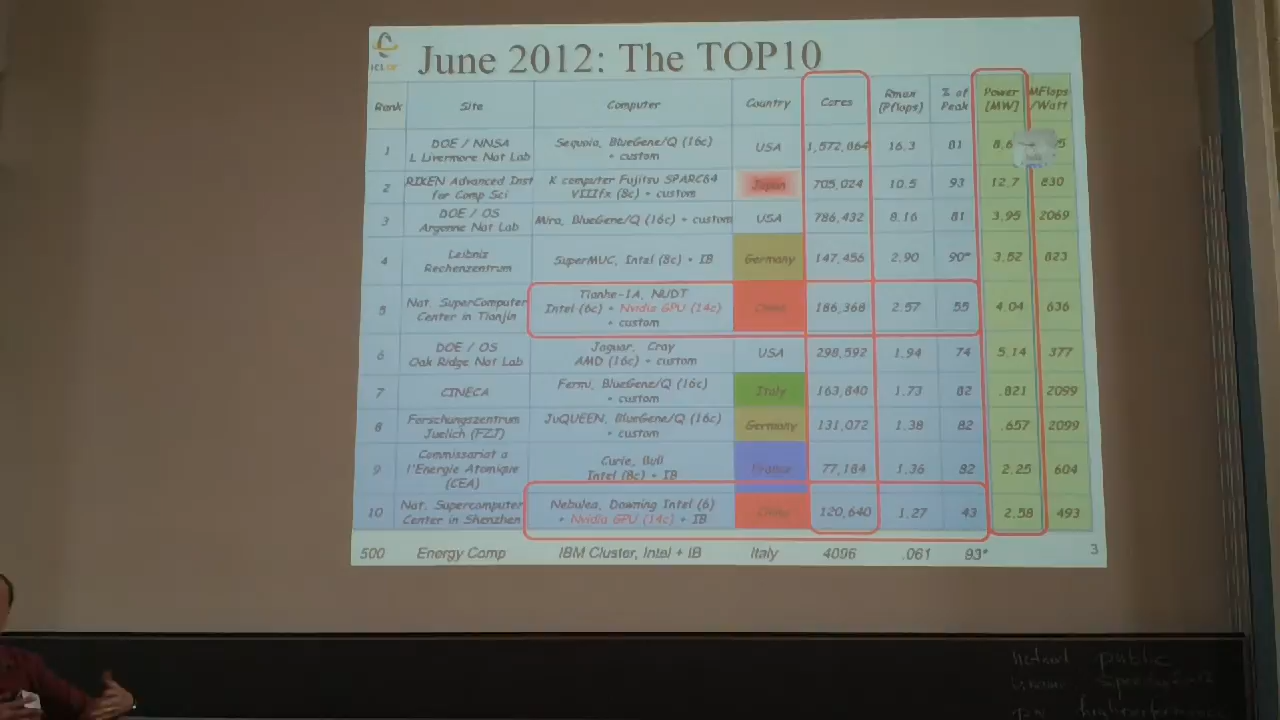 June 2012: The TOP10
Rank Site Computer Country Cores Rmax [Pflops] % of Peak Power [MW] MFlops /Watt
1 DOE / NNSA L Livermore Nat Lab Sequoia, BlueGene/Q (16c) + custom USA 1,572,864 16.3 81 8.6
2 RIKEN Advanced Inst for Comp Sci K computer Fujitsu SPARC64 VIIIfx (8c) + custom Japan 705,024 10.5 93 12.7 830
3 DOE / OS Argonne Nat Lab Mira, BlueGene/Q (16c) + custom USA 786,432 8.16 81 3.95 2069
4 Leibniz Rechenzentrum SuperMUC, Intel (8c) + IB Germany 147,456 2.90 90* 3.52 823
5 Nat. SuperComputer Center in Tianjin Tianhe-1A, NUDT Intel (6c) + Nvidia GPU (14c) + custom China 186,368 2.57 55 4.04 636
6 DOE / OS Oak Ridge Nat Lab Jaguar, Cray AMD (16c) + custom USA 298,592 1.94 74 5.14 377
7 CINECA Fermi, BlueGene/Q (16c) + custom Italy 163,840 1.73 82 .821 2099
8 Forschungszentrum Juelich (FZJ) JuQUEEN, BlueGene/Q (16c) + custom Germany 131,072 1.38 82 .657 2099
9 Commissariat a l'Energie Atomique (CEA) Curie, Bull Intel (8c) + IB France 77,184 1.36 82 2.25 604
10 Nat. Supercomputer Center in Shenzhen Nebulea, Dawning Intel (6) + Nvidia GPU (14c) + IB China 120,640 1.27 43 2.58 493
500 Energy Comp IBM Cluster, Intel + IB Italy 4096 .061 93*
3
public